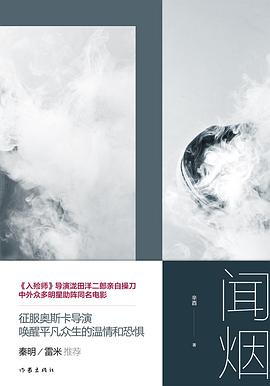 《入殓师》导演泷田洋二郎亲自操刀
中外众多明星助阵同名电影
征服奥斯卡导演
唤醒平凡众生的温情和恐惧
秦明／雷米 推荐
作家出版社
闻烟
辛酉 著